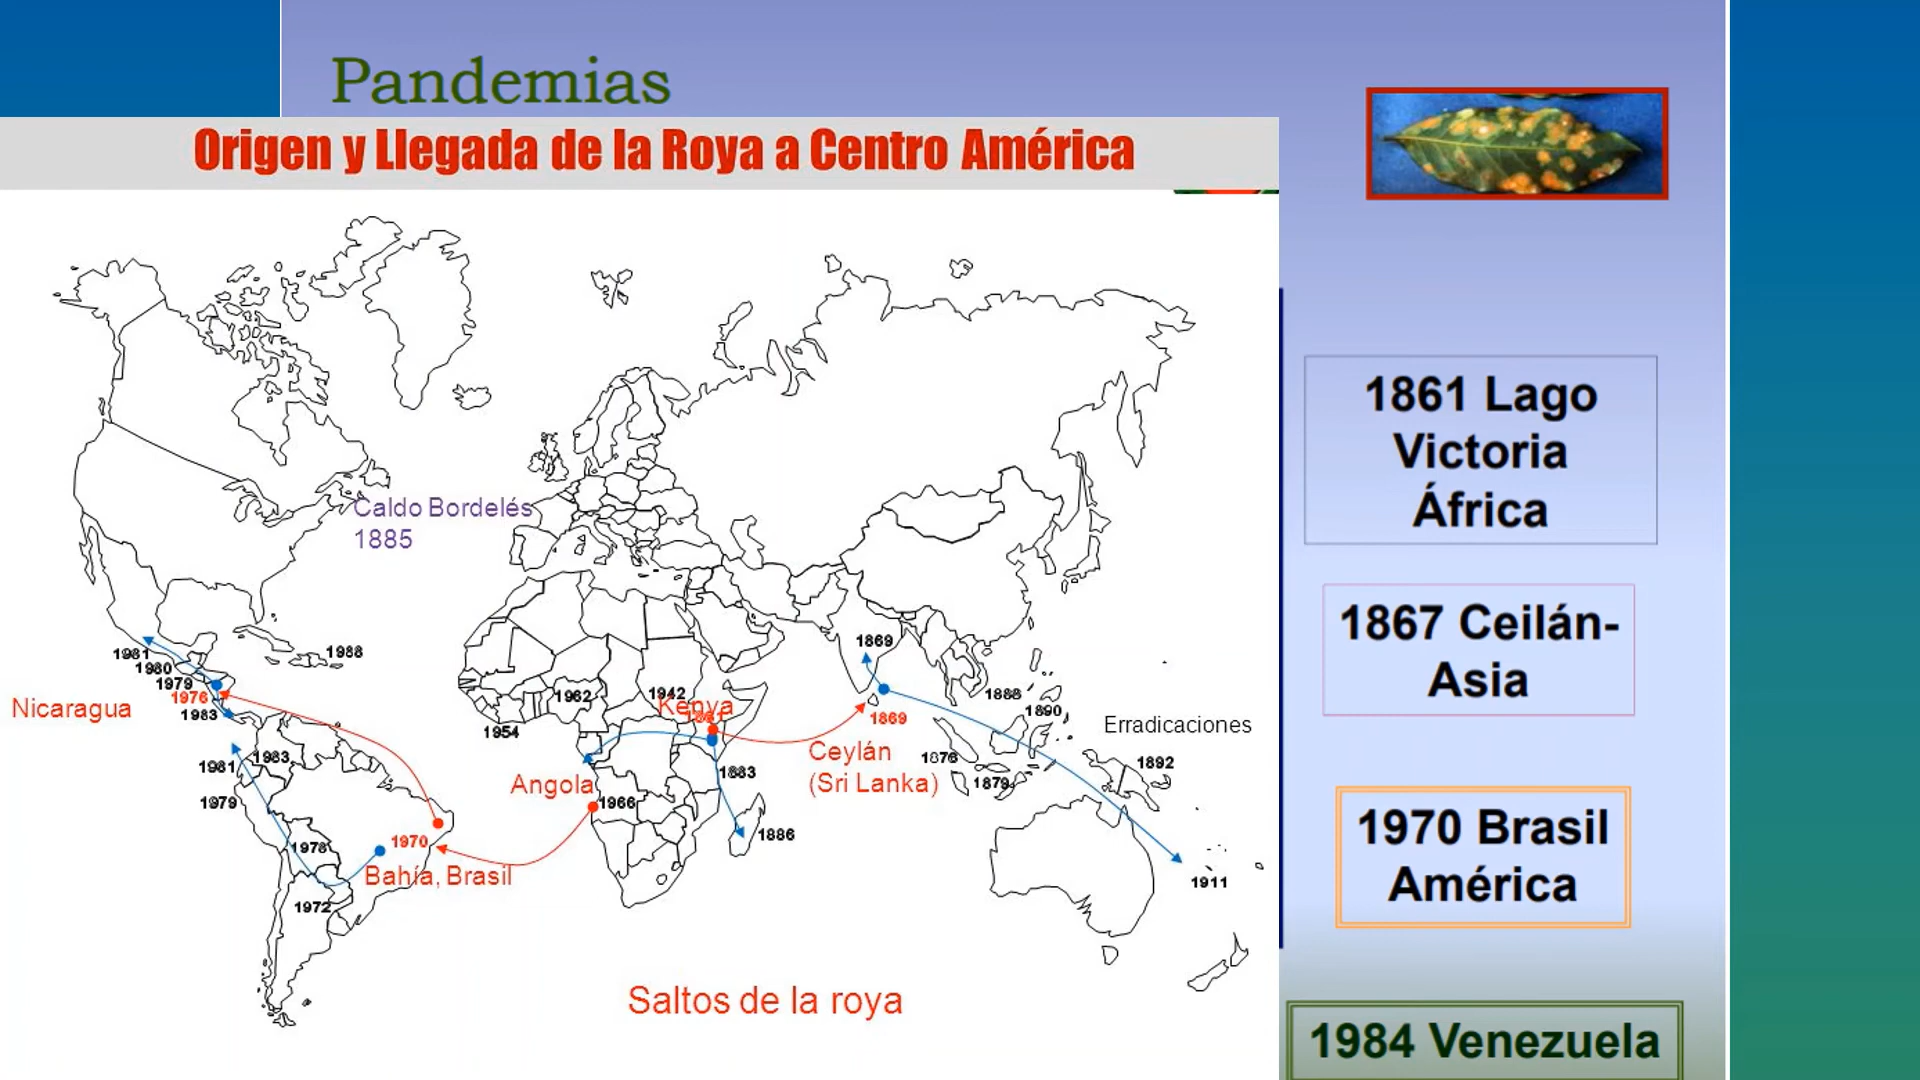 Pandemias
Origen y Llegada de la Roya a Centro América
Caldo Bordelés
1885
1988
1981
1980
1979
1976
1983
Nicaragua
1983
1981
1979
1978
1972
1970
Bahía, Brasil
Angola
1966
1954
1962
1942
Kenya
1883
1886
1869
1869
Ceylán
(Sri Lanka)
1888
1890
1876
1879
Erradicaciones
1892
1911
Saltos de la roya
1861 Lago
Victoria
África
1867 Ceilán-
Asia
1970 Brasil
América
1984 Venezuela